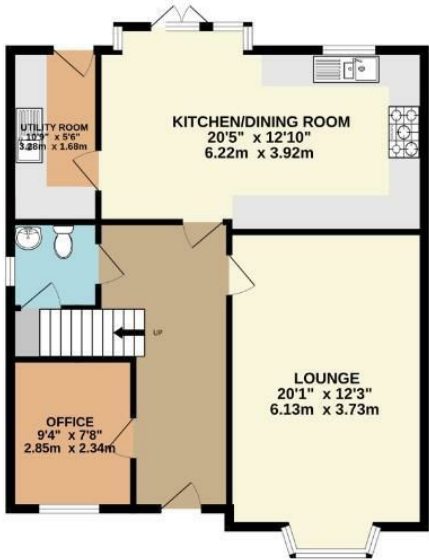 KITCHEN/DINING ROOM
20'5" x 12'10"
6.22m x 3.92m
UTILITY ROOM
10'9" x 5'6"
3.28m x 1.68m
UP
LOUNGE
20'1" x 12'3"
6.13m x 3.73m
OFFICE
9'4" x 7'8"
2.85m x 2.34m